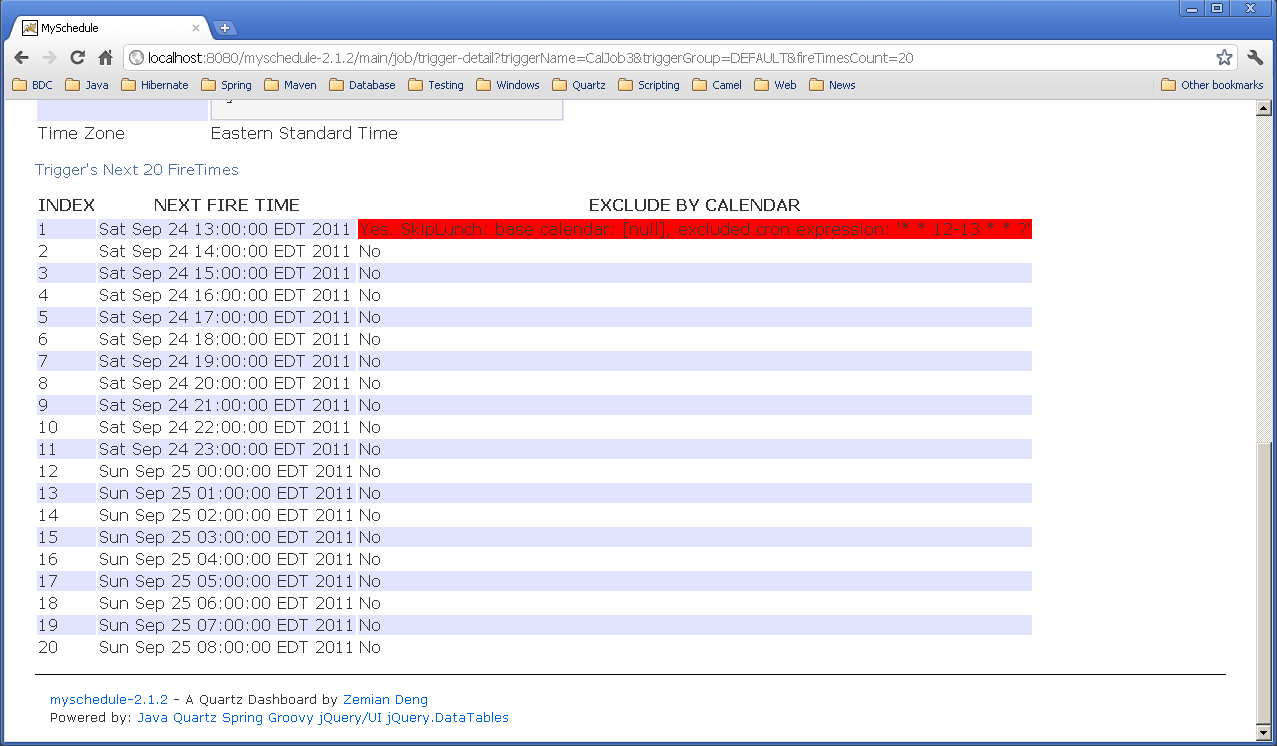 MySchedule
localhost:8080/myschedule-2.1.2/main/job/trigger-detail?triggerName=CalJob3&triggerGroup=DEFAULT&fireTimesCount=20
BDC Java Hibernate Spring Maven Database Testing Windows Quartz Scripting Camel Web News Other bookmarks
Time Zone Eastern Standard Time
Trigger's Next 20 FireTimes
INDEX NEXT FIRE TIME EXCLUDE BY CALENDAR
1 Sat Sep 24 13:00:00 EDT 2011 Yes. SkipLunch: base calendar: [null], excluded cron expression: '* * 12-13 * * ?'
2 Sat Sep 24 14:00:00 EDT 2011 No
3 Sat Sep 24 15:00:00 EDT 2011 No
4 Sat Sep 24 16:00:00 EDT 2011 No
5 Sat Sep 24 17:00:00 EDT 2011 No
6 Sat Sep 24 18:00:00 EDT 2011 No
7 Sat Sep 24 19:00:00 EDT 2011 No
8 Sat Sep 24 20:00:00 EDT 2011 No
9 Sat Sep 24 21:00:00 EDT 2011 No
10 Sat Sep 24 22:00:00 EDT 2011 No
11 Sat Sep 24 23:00:00 EDT 2011 No
12 Sun Sep 25 00:00:00 EDT 2011 No
13 Sun Sep 25 01:00:00 EDT 2011 No
14 Sun Sep 25 02:00:00 EDT 2011 No
15 Sun Sep 25 03:00:00 EDT 2011 No
16 Sun Sep 25 04:00:00 EDT 2011 No
17 Sun Sep 25 05:00:00 EDT 2011 No
18 Sun Sep 25 06:00:00 EDT 2011 No
19 Sun Sep 25 07:00:00 EDT 2011 No
20 Sun Sep 25 08:00:00 EDT 2011 No
myschedule-2.1.2 - A Quartz Dashboard by Zemian Deng
Powered by: Java Quartz Spring Groovy jQuery/UI jQuery.DataTables